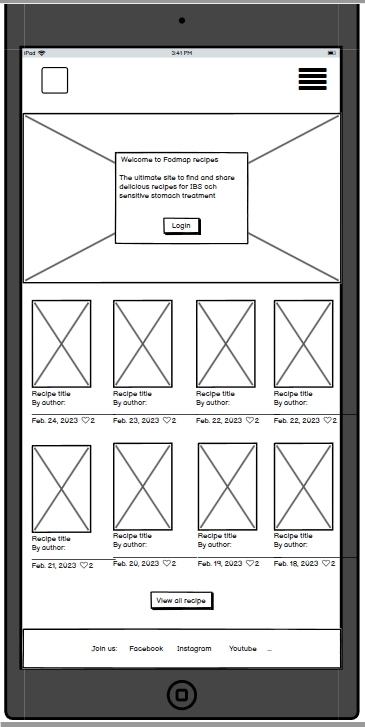 iPad 3:41 PM
Welcome to Fodmap recipes
The ultimate site to find and share
delicious recipes for IBS och
sensitive stomach treatment
Login
Recipe title Recipe title Recipe title Recipe title
By author: By author: By author: By author:
Feb. 24, 2023 ♡2 Feb. 23, 2023 ♡2 Feb. 22, 2023 ♡2 Feb. 22, 2023 ♡2
Recipe title Recipe title Recipe title Recipe title
By author: By author: By author: By author:
Feb. 21, 2023 ♡2 Feb. 20, 2023 ♡2 Feb. 19, 2023 ♡2 Feb. 18, 2023 ♡2
View all recipe
Join us: Facebook Instagram Youtube ...